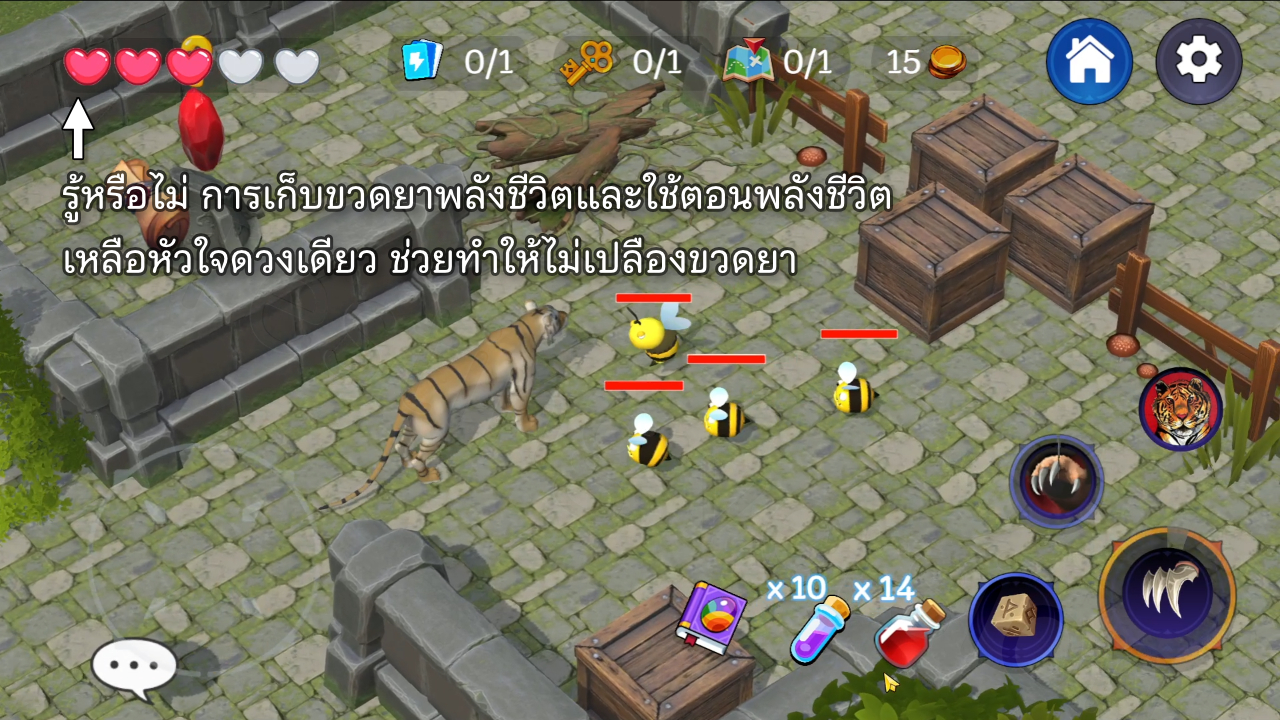 0/1 0/1 0/1 15
รู้หรือไม่ การเก็บขวดยาพลังชีวิตและใช้ตอนพลังชีวิต
เหลือหัวใจดวงเดียว ช่วยทำให้ไม่เปลืองขวดยา
x 10 x 14